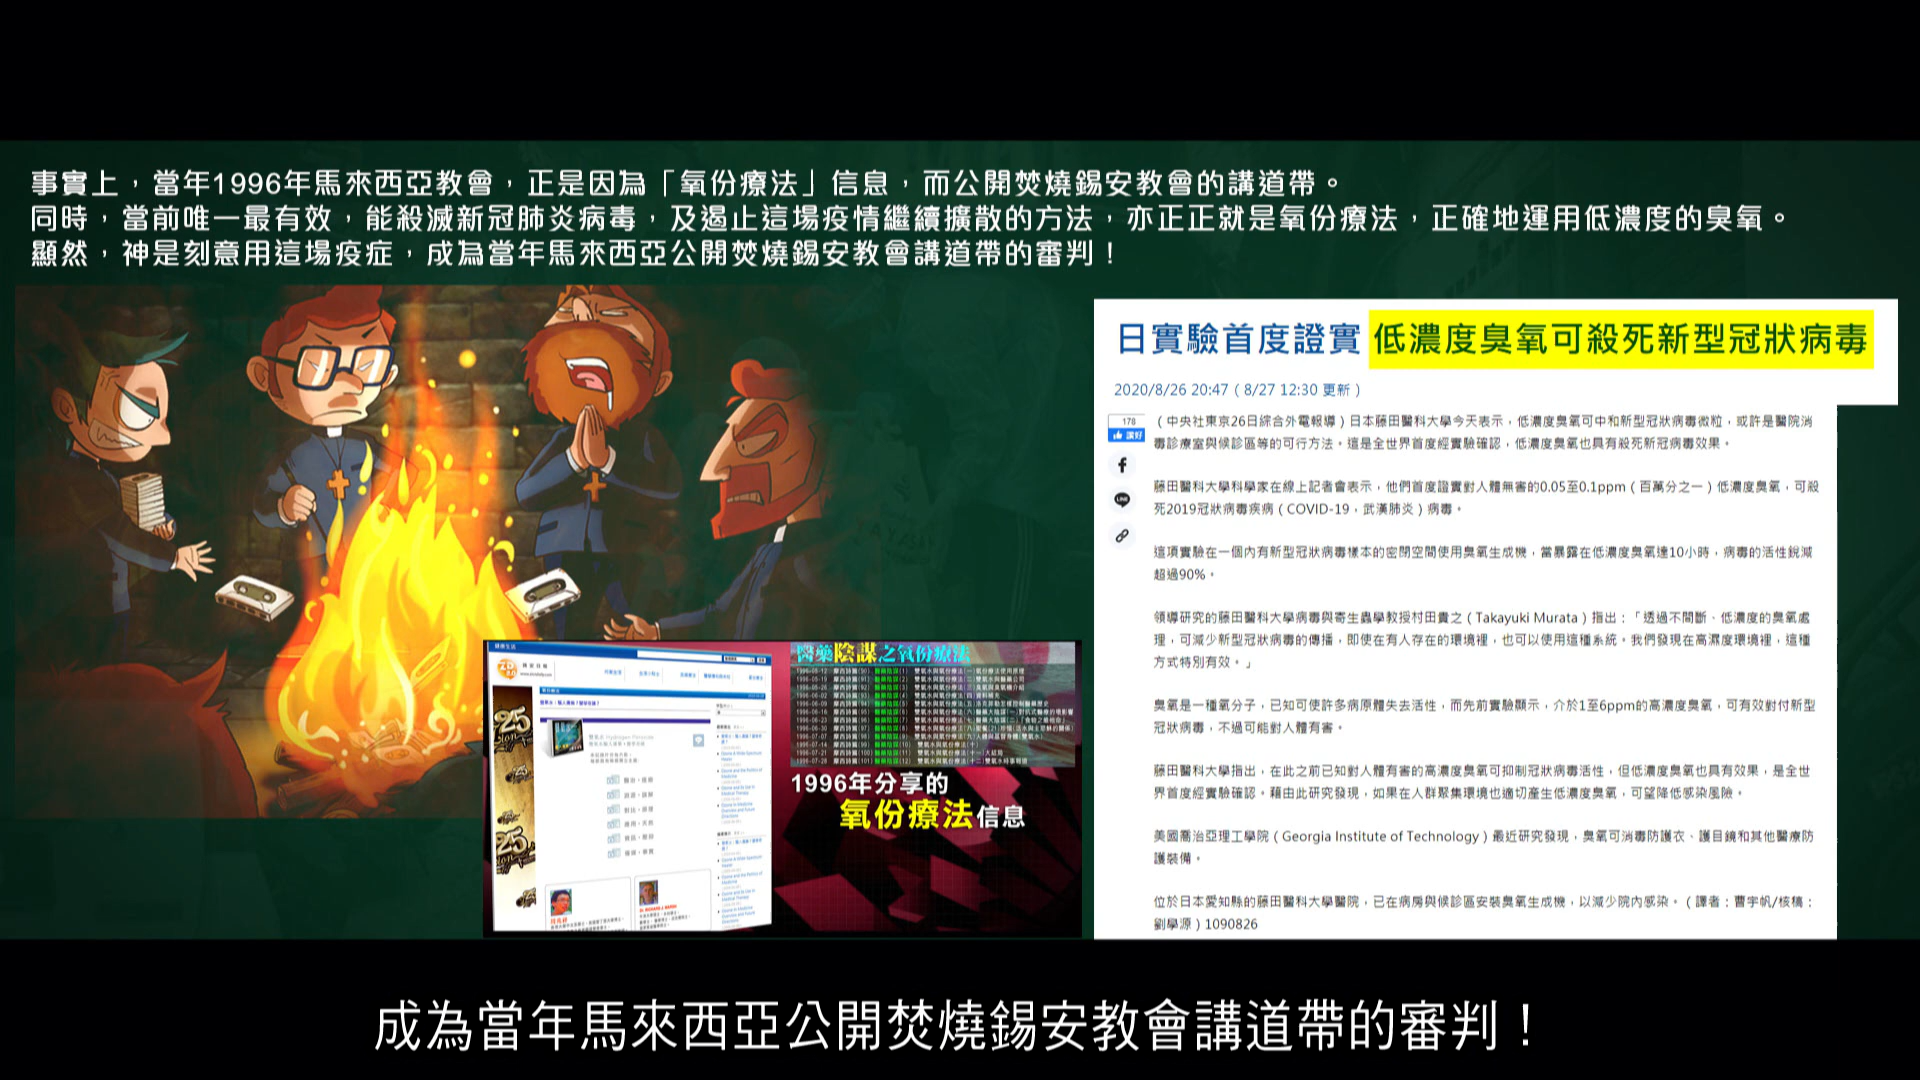 事實上，當年1996年馬來西亞教會，正是因為「氧份療法」信息，而公開焚燒錫安教會的講道帶。
同時，當前唯一最有效，能殺滅新冠肺炎病毒，及遏止這場疫情繼續擴散的方法，亦正正就是氧份療法，正確地運用低濃度的臭氧。
顯然，神是刻意用這場疫症，成為當年馬來西亞公開焚燒錫安教會講道帶的審判！
日實驗首度證實 低濃度臭氧可殺死新型冠狀病毒
2020/8/26 20:47（8/27 12:30 更新）
178
讚好
（中央社東京26日綜合外電報導）日本藤田醫科大學今天表示，低濃度臭氧可中和新型冠狀病毒微粒，或許是醫院消
毒診療室與候診區等的可行方法。這是全世界首度經實驗確認，低濃度臭氧也具有殺死新冠病毒效果。
藤田醫科大學科學家在線上記者會表示，他們首度證實對人體無害的0.05至0.1ppm（百萬分之一）低濃度臭氧，可殺
死2019冠狀病毒疾病（COVID-19，武漢肺炎）病毒。
這項實驗在一個內有新型冠狀病毒樣本的密閉空間使用臭氧生成機，當暴露在低濃度臭氧達10小時，病毒的活性銳減
超過90%。
領導研究的藤田醫科大學病毒與寄生蟲學教授村田貴之（Takayuki Murata）指出：「透過不間斷、低濃度的臭氧處
理，可減少新型冠狀病毒的傳播，即使在有人存在的環境裡，也可以使用這種系統。我們發現在高濕度環境裡，這種
方式特別有效。」
臭氧是一種氧分子，已知可使許多病原體失去活性，而先前實驗顯示，介於1至6ppm的高濃度臭氧，可有效對付新型
冠狀病毒，不過可能對人體有害。
藤田醫科大學指出，在此之前已知對人體有害的高濃度臭氧可抑制冠狀病毒活性，但低濃度臭氧也具有效果，是全世
界首度經實驗確認。藉由此研究發現，如果在人群聚集環境也適切產生低濃度臭氧，可望降低感染風險。
美國喬治亞理工學院（Georgia Institute of Technology）最近研究發現，臭氧可消毒防護衣、護目鏡和其他醫療防
護裝備。
位於日本愛知縣的藤田醫科大學醫院，已在病房與候診區安裝臭氧生成機，以減少院內感染。（譯者：曹宇帆/核稿：
劉學源）1090826
醫藥陰謀之氧份療法
1996年分享的
氧份療法信息
成為當年馬來西亞公開焚燒錫安教會講道帶的審判！